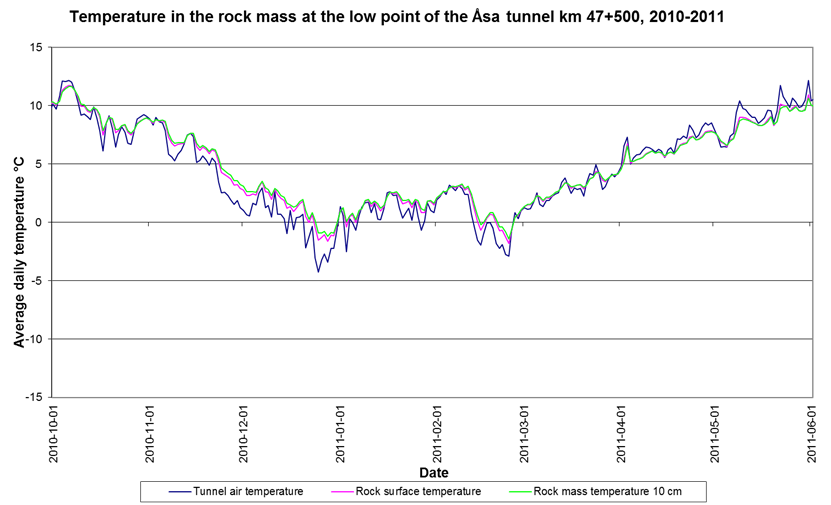 Temperature in the rock mass at the low point of the Åsa tunnel km 47+500, 2010-2011
Average daily temperature °C
15
10
5
0
-5
-10
-15
2010-10-01
2010-11-01
2010-12-01
2011-01-01
2011-02-01
2011-03-01
2011-04-01
2011-05-01
2011-06-01
Date
Tunnel air temperature
Rock surface temperature
Rock mass temperature 10 cm